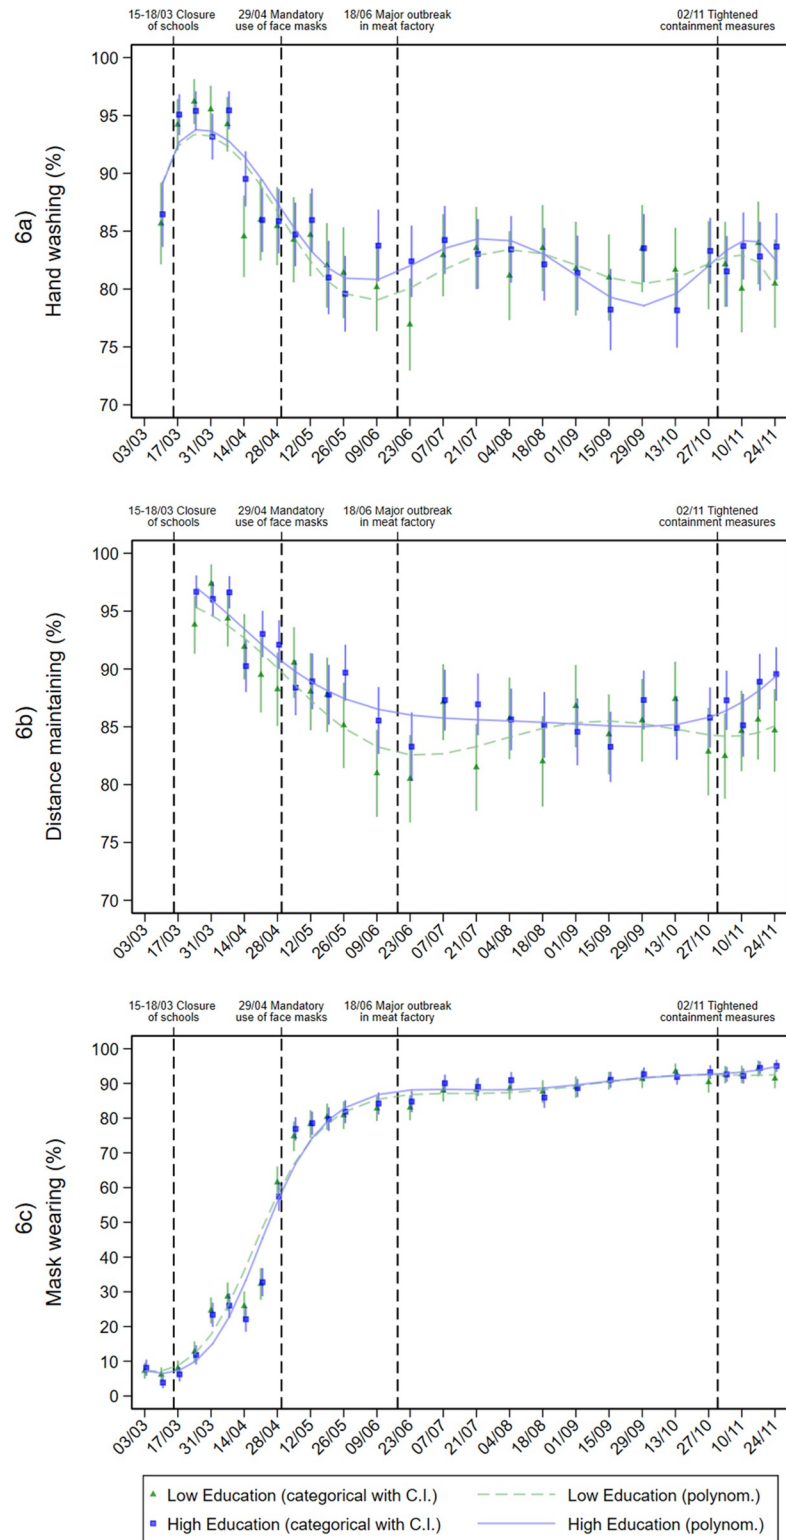 15-18/03 Closure of schools
29/04 Mandatory use of face masks
18/06 Major outbreak in meat factory
02/11 Tightened containment measures
6a)
Hand washing (%)
100
95
90
85
80
75
70
03/03 17/03 31/03 14/04 28/04 12/05 26/05 09/06 23/06 07/07 21/07 04/08 18/08 01/09 15/09 29/09 13/10 27/10 10/11 24/11
15-18/03 Closure of schools
29/04 Mandatory use of face masks
18/06 Major outbreak in meat factory
02/11 Tightened containment measures
6b)
Distance maintaining (%)
100
95
90
85
80
75
70
03/03 17/03 31/03 14/04 28/04 12/05 26/05 09/06 23/06 07/07 21/07 04/08 18/08 01/09 15/09 29/09 13/10 27/10 10/11 24/11
15-18/03 Closure of schools
29/04 Mandatory use of face masks
18/06 Major outbreak in meat factory
02/11 Tightened containment measures
6c)
Mask wearing (%)
100
90
80
70
60
50
40
30
20
10
0
03/03 17/03 31/03 14/04 28/04 12/05 26/05 09/06 23/06 07/07 21/07 04/08 18/08 01/09 15/09 29/09 13/10 27/10 10/11 24/11
Low Education (categorical with C.I.) Low Education (polynom.)
High Education (categorical with C.I.) High Education (polynom.)